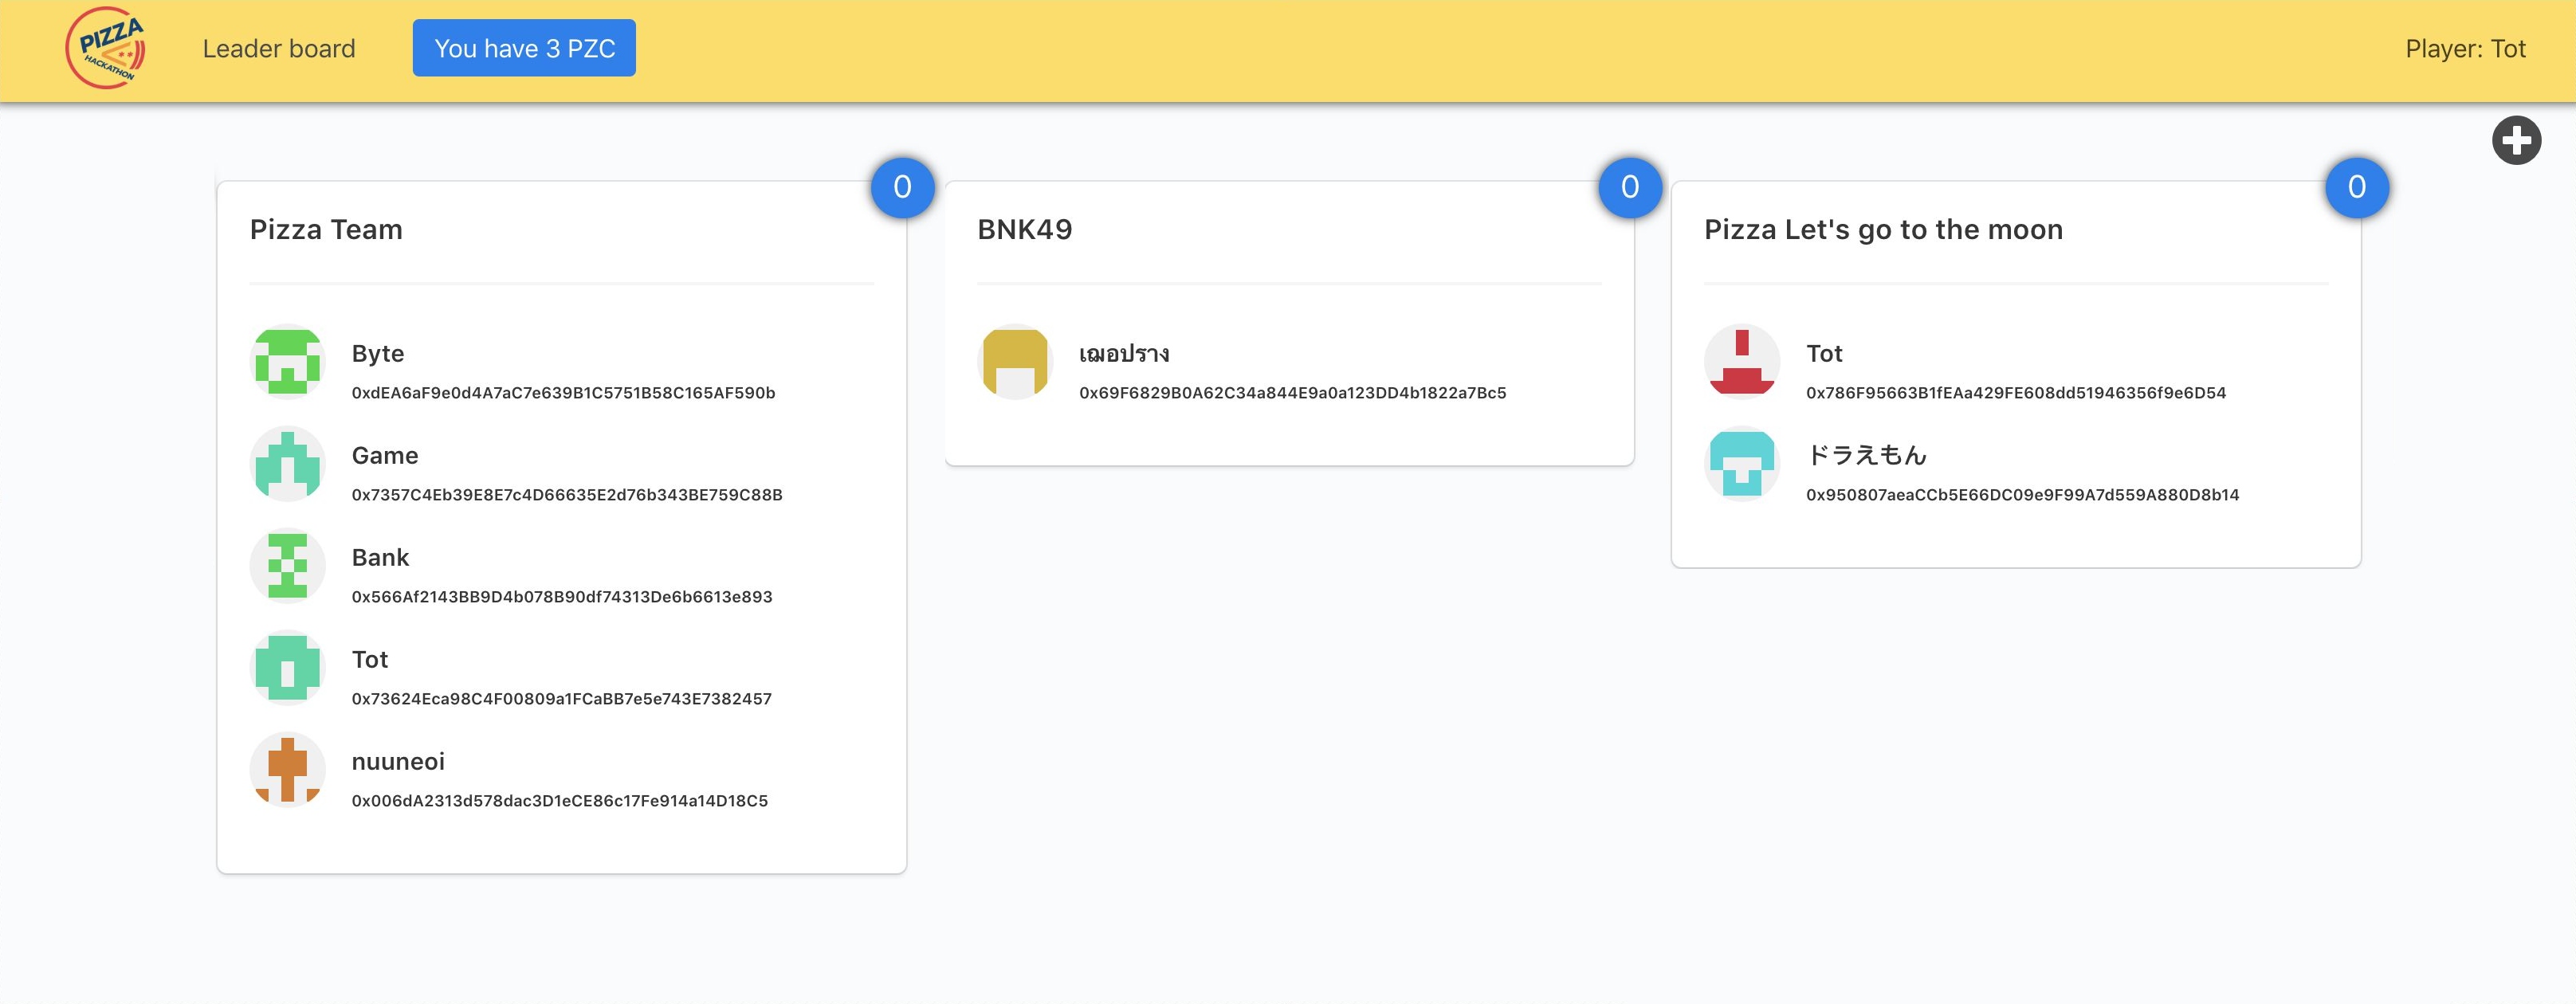 PIZZA
HACKATHON
Leader board
You have 3 PZC
Player: Tot
0
Pizza Team
Byte
0xdEA6aF9e0d4A7aC7e639B1C5751B58C165AF590b
Game
0x7357C4Eb39E8E7c4D66635E2d76b343BE759C88B
Bank
0x566Af2143BB9D4b078B90df74313De6b6613e893
Tot
0x73624Eca98C4F00809a1FCaBB7e5e743E7382457
nuuneoi
0x006dA2313d578dac3D1eCE86c17Fe914a14D18C5
0
BNK49
เฌอปราง
0x69F6829B0A62C34a844E9a0a123DD4b1822a7Bc5
0
Pizza Let's go to the moon
Tot
0x786F95663B1fEAa429FE608dd51946356f9e6D54
ドラえもん
0x950807aeaCCb5E66DC09e9F99A7d559A880D8b14